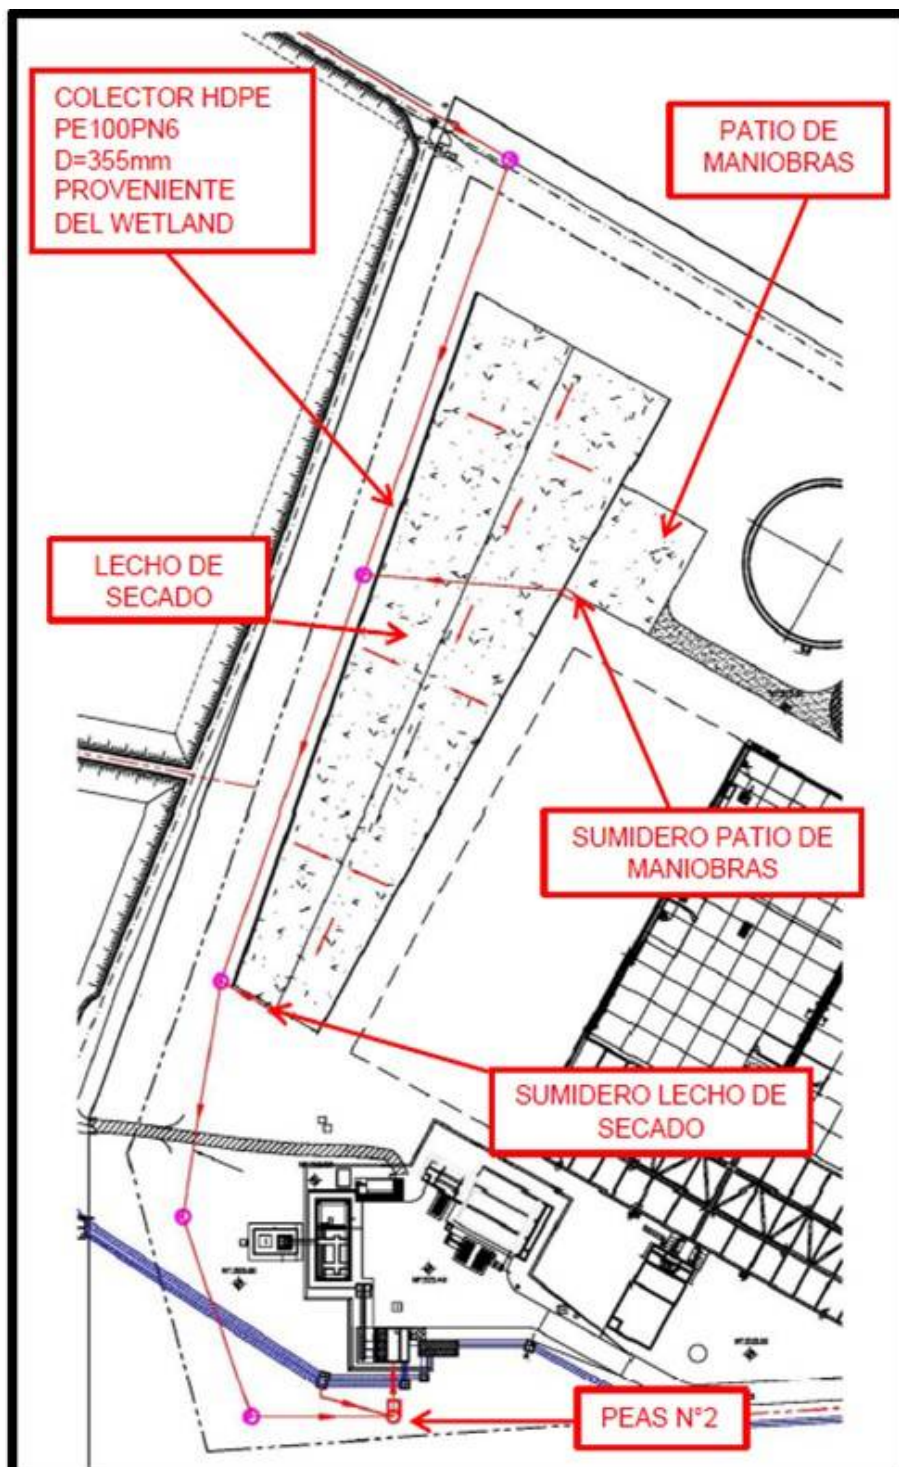 COLECTOR HDPE
PE100PN6
D=355mm
PROVENIENTE
DEL WETLAND
PATIO DE
MANIOBRAS
LECHO DE
SECADO
SUMIDERO PATIO DE
MANIOBRAS
SUMIDERO LECHO DE
SECADO
PEAS N°2